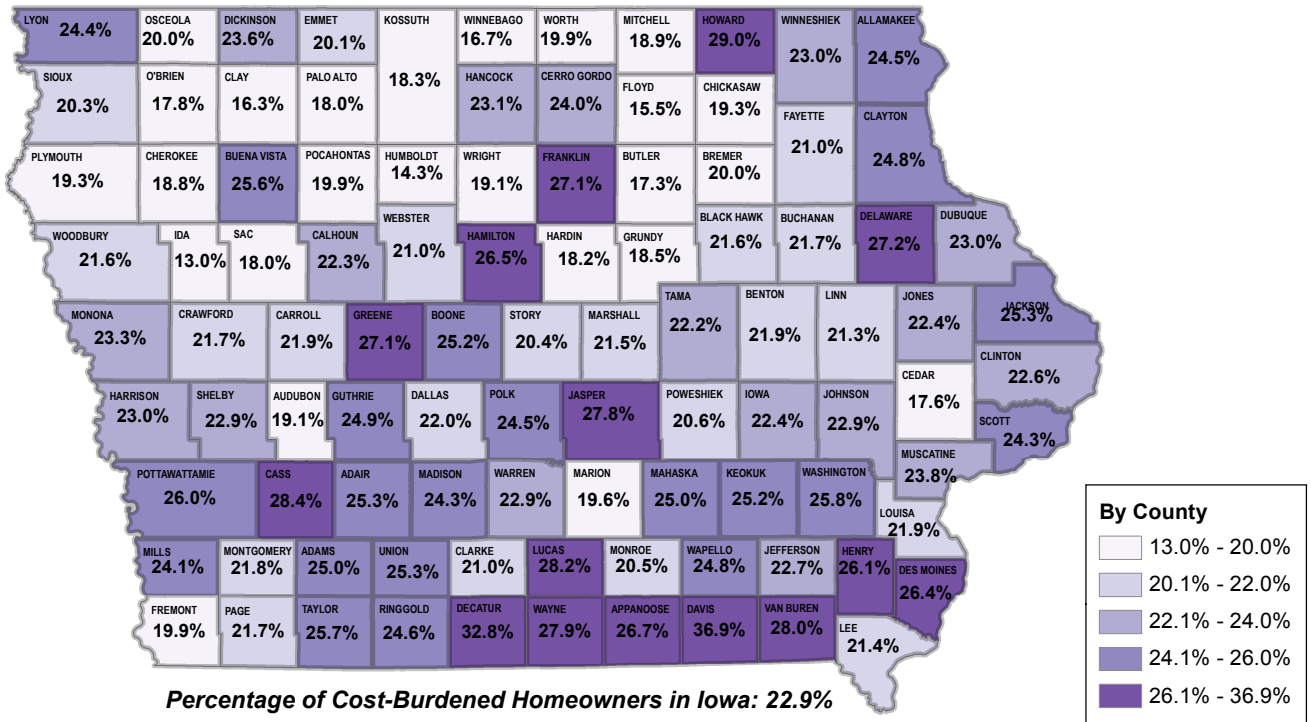 LYON
24.4%
OSCEOLA
20.0%
DICKINSON
23.6%
EMMET
20.1%
KOSSUTH
18.3%
WINNEBAGO
16.7%
WORTH
19.9%
MITCHELL
18.9%
HOWARD
29.0%
WINNESHIEK
23.0%
ALLAMAKEE
24.5%
SIOUX
20.3%
O'BRIEN
17.8%
CLAY
16.3%
PALO ALTO
18.0%
HANCOCK
23.1%
CERRO GORDO
24.0%
FLOYD
15.5%
CHICKASAW
19.3%
FAYETTE
21.0%
CLAYTON
24.8%
PLYMOUTH
19.3%
CHEROKEE
18.8%
BUENA VISTA
25.6%
POCAHONTAS
19.9%
HUMBOLDT
14.3%
WRIGHT
19.1%
FRANKLIN
27.1%
BUTLER
17.3%
BREMER
20.0%
WOODBURY
21.6%
IDA
13.0%
SAC
18.0%
CALHOUN
22.3%
WEBSTER
21.0%
HAMILTON
26.5%
HARDIN
18.2%
GRUNDY
18.5%
BLACK HAWK
21.6%
BUCHANAN
21.7%
DELAWARE
27.2%
DUBUQUE
23.0%
MONONA
23.3%
CRAWFORD
21.7%
CARROLL
21.9%
GREENE
27.1%
BOONE
25.2%
STORY
20.4%
MARSHALL
21.5%
TAMA
22.2%
BENTON
21.9%
LINN
21.3%
JONES
22.4%
JACKSON
25.3%
CLINTON
22.6%
HARRISON
23.0%
SHELBY
22.9%
AUDUBON
19.1%
GUTHRIE
24.9%
DALLAS
22.0%
POLK
24.5%
JASPER
27.8%
POWESHIEK
20.6%
IOWA
22.4%
JOHNSON
22.9%
CEDAR
17.6%
SCOTT
24.3%
MUSCATINE
23.8%
POTTAWATTAMIE
26.0%
CASS
28.4%
ADAIR
25.3%
MADISON
24.3%
WARREN
22.9%
MARION
19.6%
MAHASKA
25.0%
KEOKUK
25.2%
WASHINGTON
25.8%
LOUISA
21.9%
MILLS
24.1%
MONTGOMERY
21.8%
ADAMS
25.0%
UNION
25.3%
CLARKE
21.0%
LUCAS
28.2%
MONROE
20.5%
WAPELLO
24.8%
JEFFERSON
22.7%
HENRY
26.1%
DES MOINES
26.4%
FREMONT
19.9%
PAGE
21.7%
TAYLOR
25.7%
RINGGOLD
24.6%
DECATUR
32.8%
WAYNE
27.9%
APPANOOSE
26.7%
DAVIS
36.9%
VAN BUREN
28.0%
LEE
21.4%
Percentage of Cost-Burdened Homeowners in Iowa: 22.9%
By County
13.0% - 20.0%
20.1% - 22.0%
22.1% - 24.0%
24.1% - 26.0%
26.1% - 36.9%